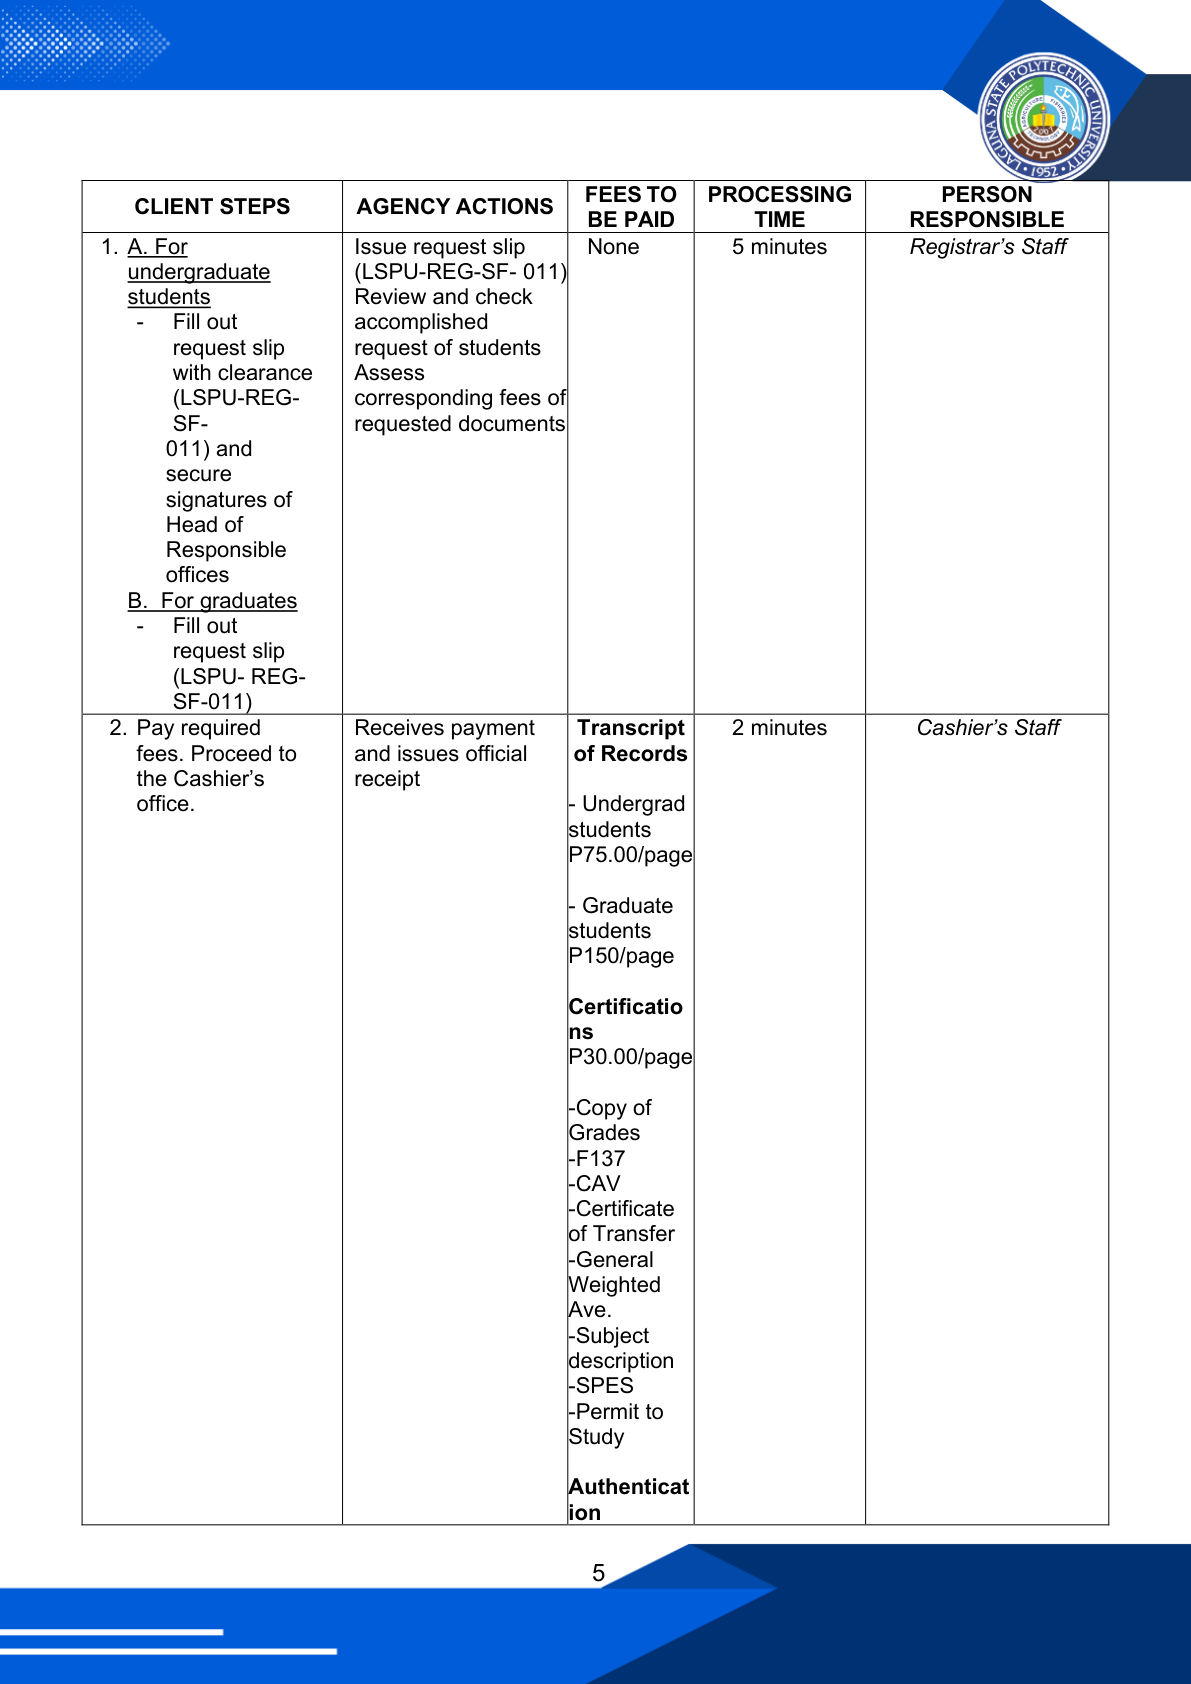 LAGUNA STATE POLYTECHNIC UNIVERSITY
1952
CLIENT STEPS
AGENCY ACTIONS
FEES TO
BE PAID
PROCESSING
TIME
PERSON
RESPONSIBLE
1. A. For
undergraduate
students
- Fill out
request slip
with clearance
(LSPU-REG-
SF-
011) and
secure
signatures of
Head of
Responsible
offices
B. For graduates
- Fill out
request slip
(LSPU- REG-
SF-011)
Issue request slip
(LSPU-REG-SF- 011)
Review and check
accomplished
request of students
Assess
corresponding fees of
requested documents
None
5 minutes
Registrar’s Staff
2. Pay required
fees. Proceed to
the Cashier’s
office.
Receives payment
and issues official
receipt
Transcript
of Records
- Undergrad
students
P75.00/page
- Graduate
students
P150/page
Certificatio
ns
P30.00/page
-Copy of
Grades
-F137
-CAV
-Certificate
of Transfer
-General
Weighted
Ave.
-Subject
description
-SPES
-Permit to
Study
Authenticat
ion
2 minutes
Cashier’s Staff
5